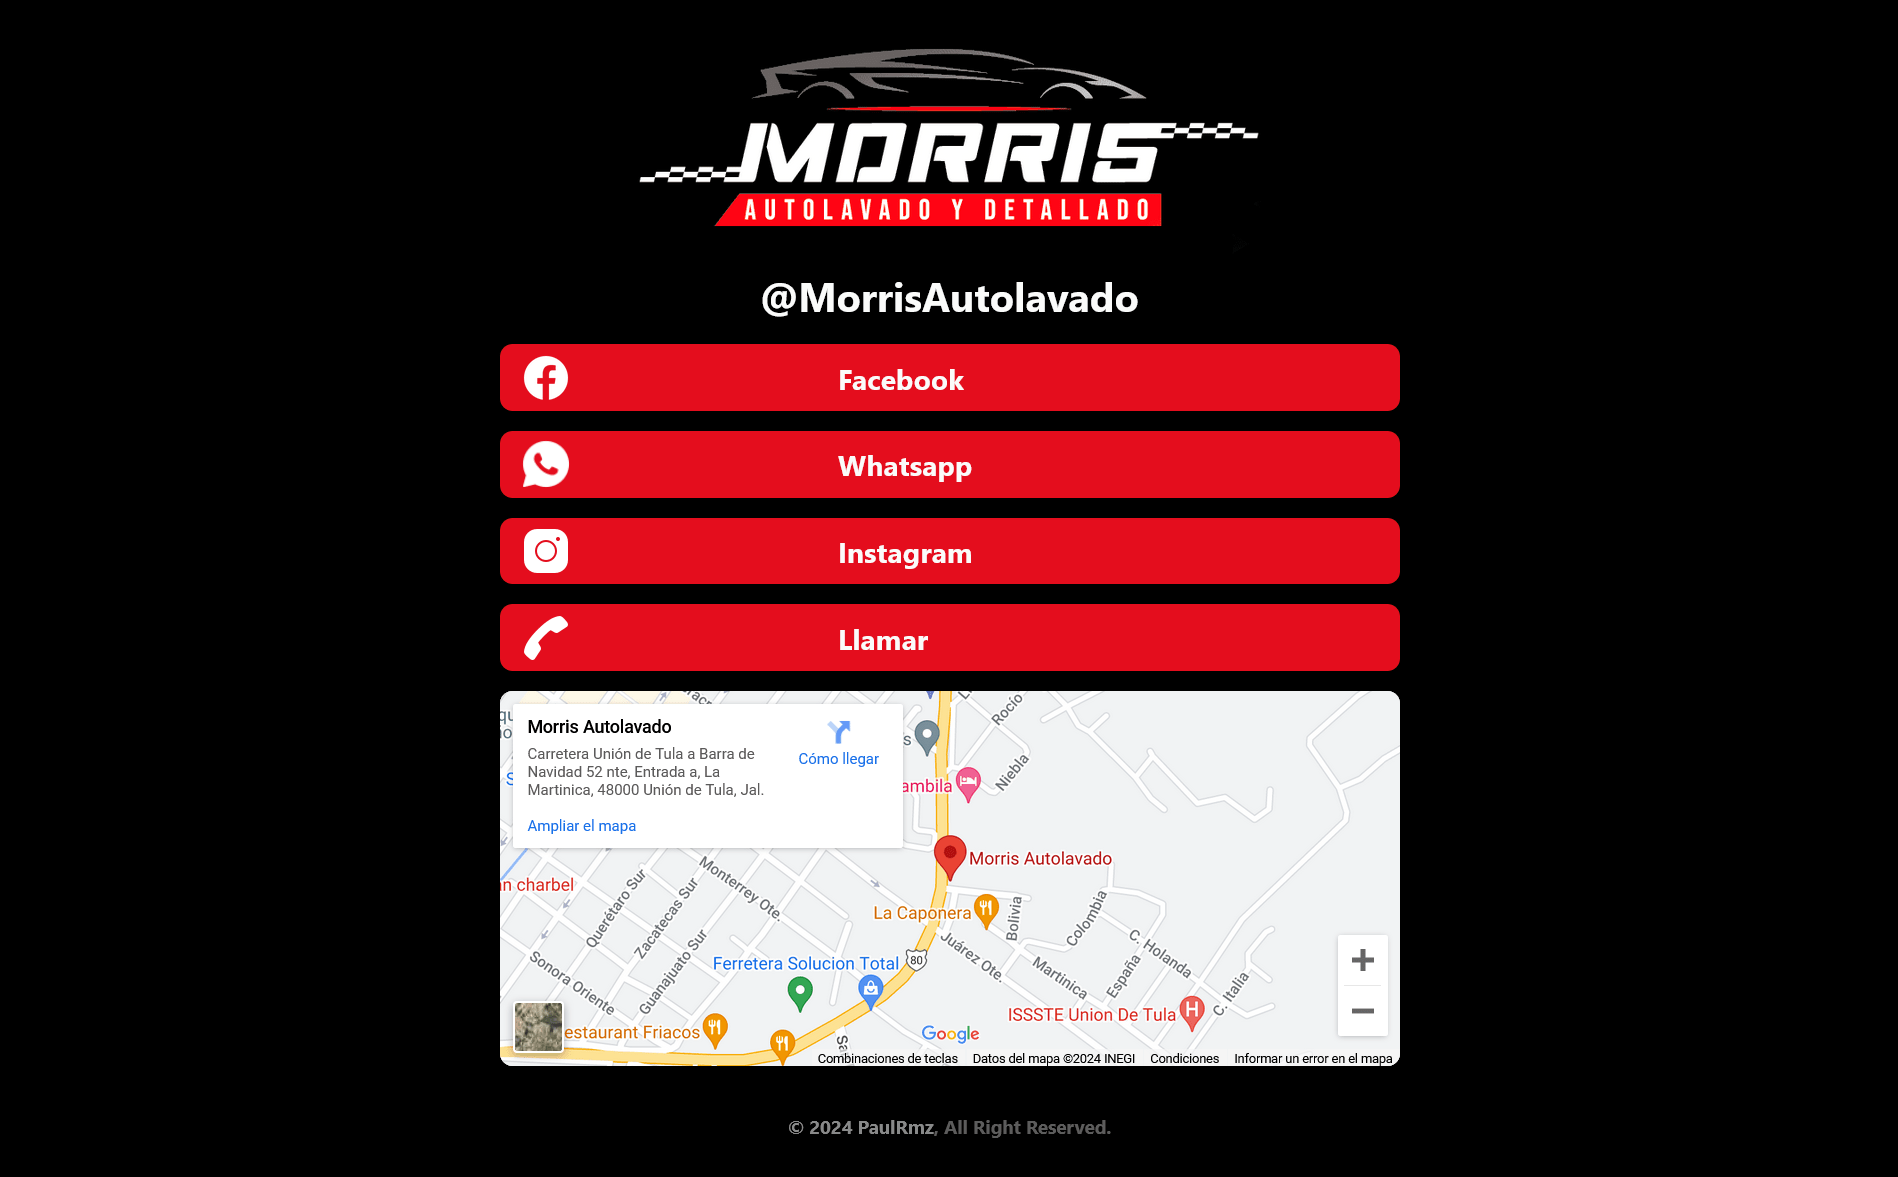 MORRIS
AUTOLAVADO Y DETALLADO
@MorrisAutolavado
Facebook
Whatsapp
Instagram
Llamar
Morris Autolavado
Carretera Unión de Tula a Barra de
Navidad 52 nte, Entrada a, La
Martinica, 48000 Unión de Tula, Jal.
Cómo llegar
Ampliar el mapa
Rocío
Niebla
Morris Autolavado
Monterrey Ote.
Querétaro Sur
Zacatecas Sur
La Caponera
Bolivia
Colombia
Juárez Ote.
C. Holanda
Guanajuato Sur
Sonora Oriente
Ferretera Solucion Total
80
Martinica
España
C. Italia
ISSSTE Union De Tula
H
Friacos
Google
Combinaciones de teclas
Datos del mapa ©2024 INEGI
Condiciones
Informar un error en el mapa
© 2024 PaulRmz, All Right Reserved.